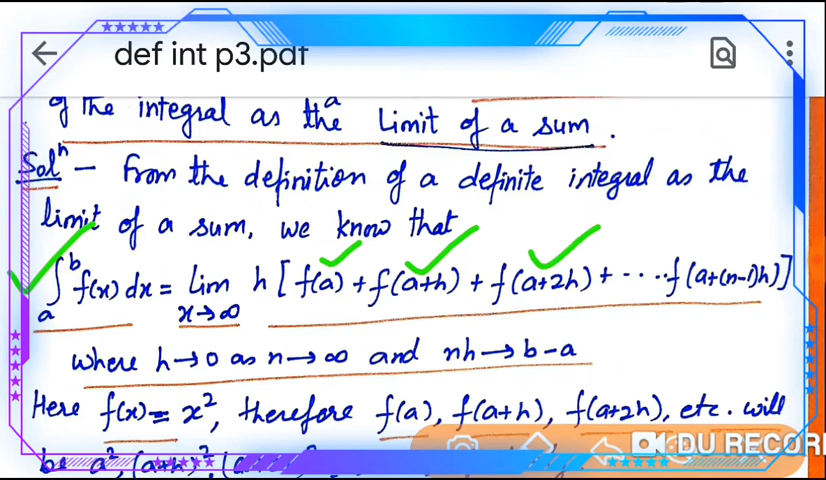 def int p3.pdf
of the integral as the Limit of a sum.
Solⁿ - From the definition of a definite integral as the
limit of a sum, we know that
∫ₐᵇ f(x) dx = lim x→∞ h [f(a) + f(a+h) + f(a+2h) + ....f(a+(n-1)h)]
where h→0 as n→∞ and nh→b-a
Here f(x) = x², therefore f(a), f(a+h), f(a+2h), etc. will
be a², (a+h)²,
DU RECOR